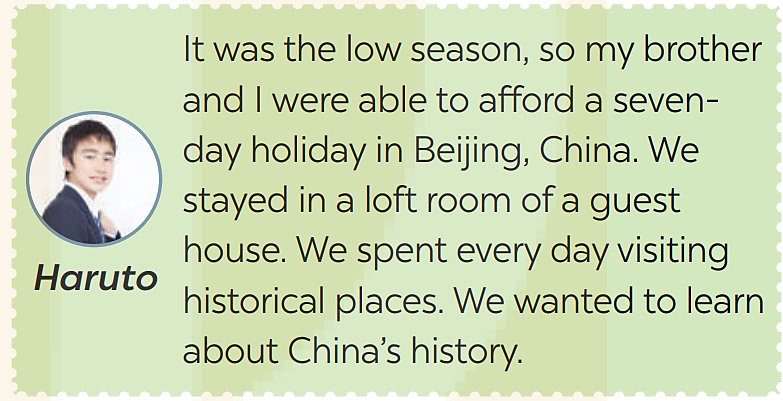 It was the low season, so my brother
and I were able to afford a seven-
day holiday in Beijing, China. We
stayed in a loft room of a guest
house. We spent every day visiting
historical places. We wanted to learn
about China’s history.
Haruto